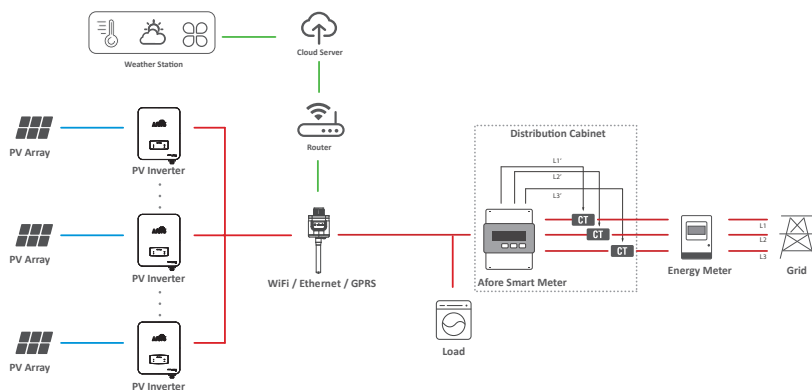 Weather Station
Cloud Server
Router
PV Array
PV Inverter
PV Array
PV Inverter
PV Array
PV Inverter
WiFi / Ethernet / GPRS
Load
Distribution Cabinet
L1'
L2'
L3'
CT
CT
CT
Afore Smart Meter
Energy Meter
L1
L2
L3
Grid